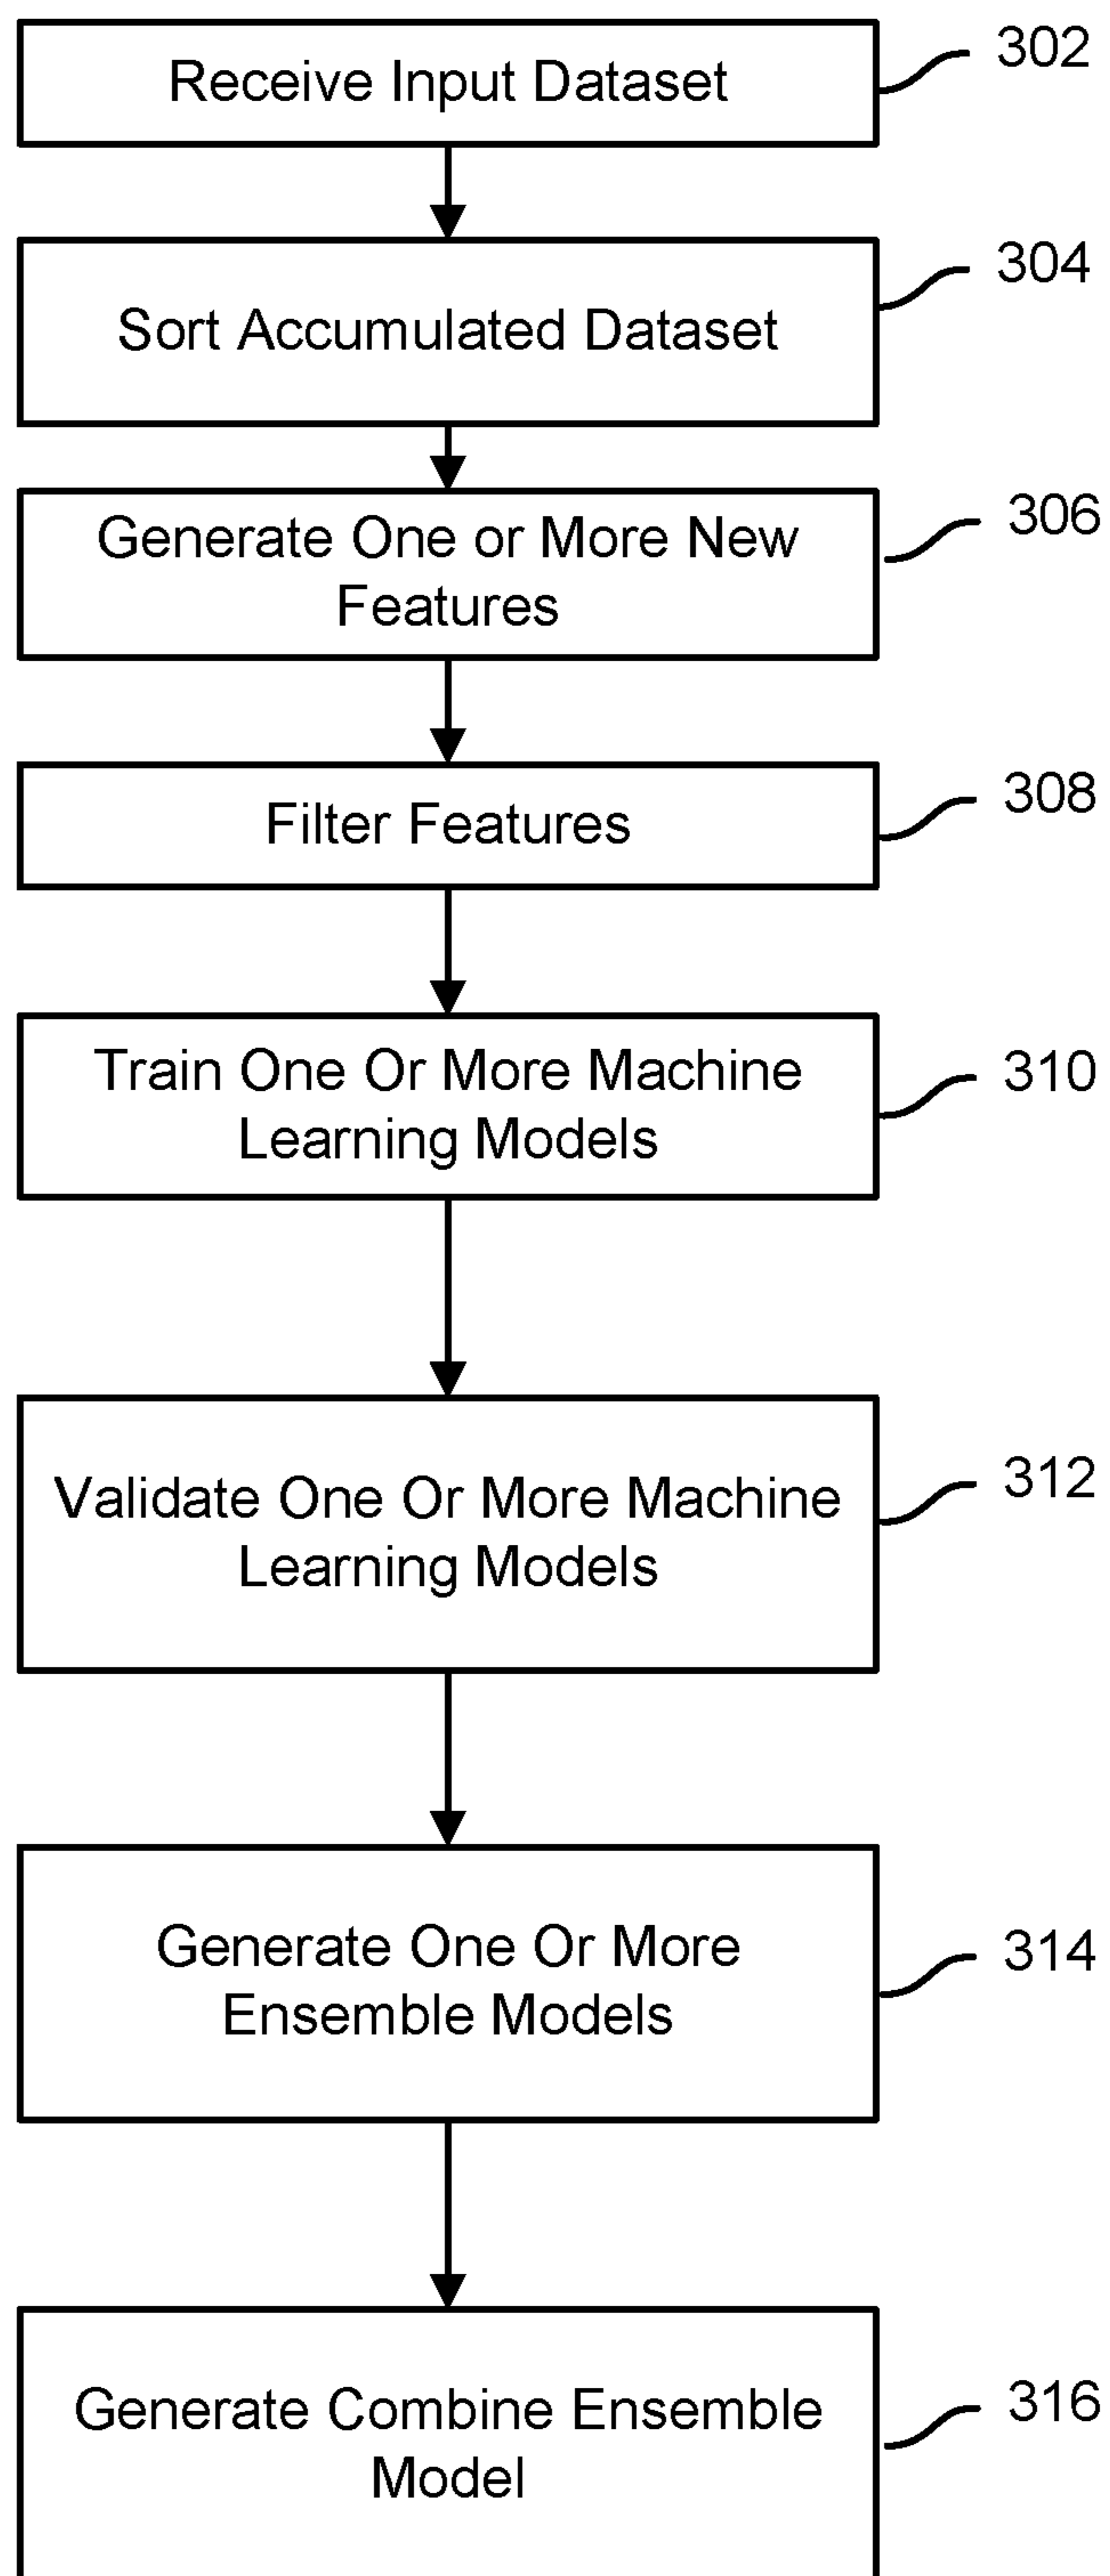 Receive Input Dataset
302
Sort Accumulated Dataset
304
Generate One or More New
Features
306
Filter Features
308
Train One Or More Machine
Learning Models
310
Validate One Or More Machine
Learning Models
312
Generate One Or More
Ensemble Models
314
Generate Combine Ensemble
Model
316